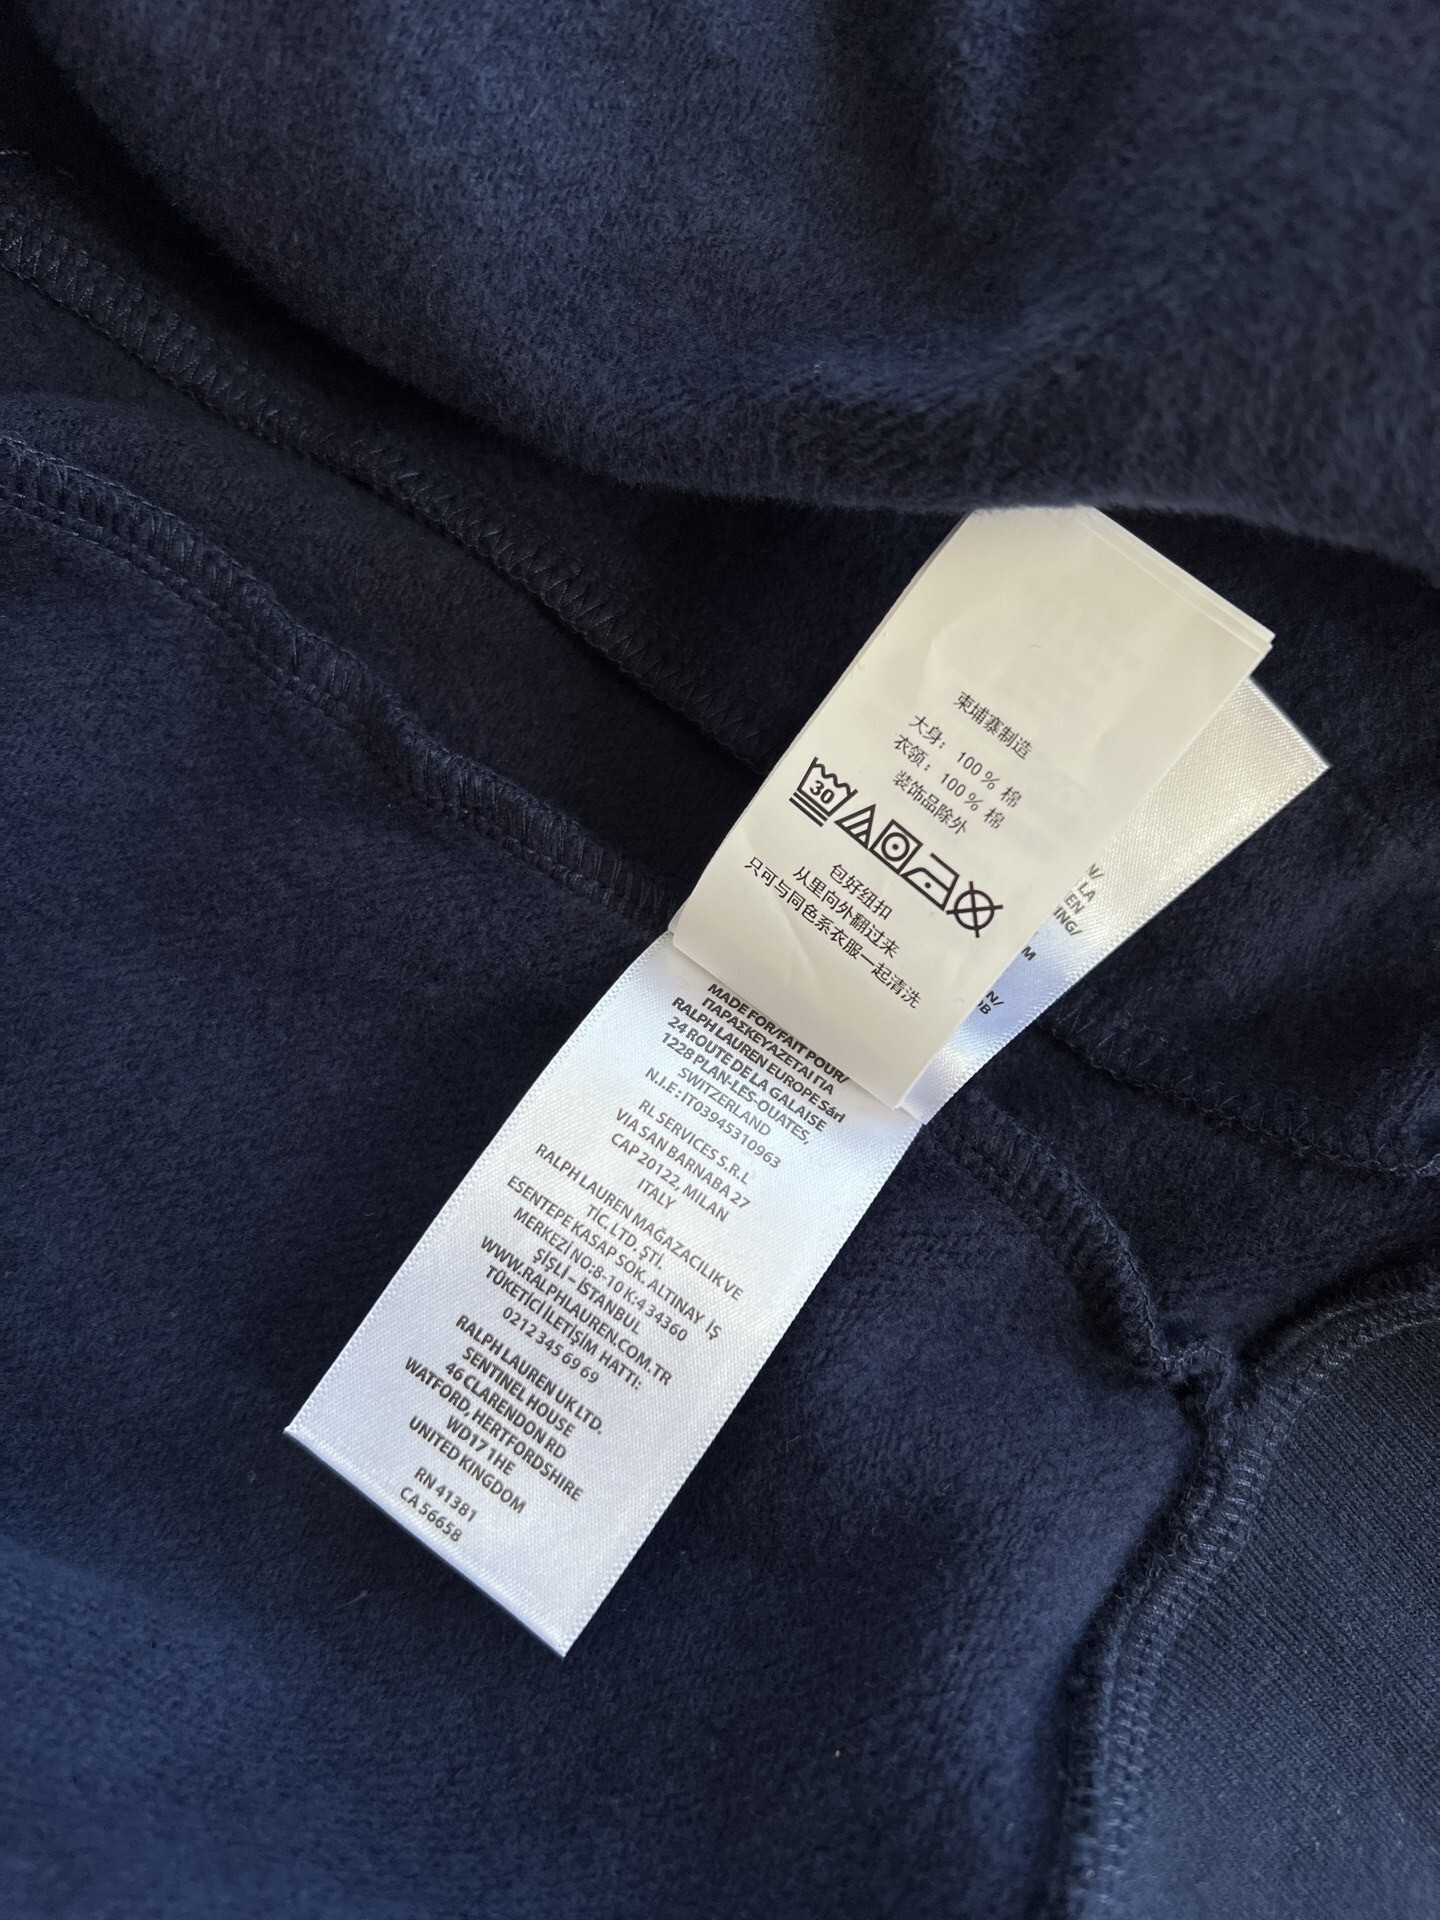 柬埔寨制造
大身: 100% 棉
衣领: 100% 棉
装饰品除外
30
包好纽扣
从里向外翻过来
只可与同色系衣服一起清洗
N/
LA
EN
ING/
M
N/
OB
MADE FOR/FAIT POUR/
ΠΑΡΑΣΚΕΥΑΖΕΤΑΙ ΓΙΑ
RALPH LAUREN EUROPE Sárl
24 ROUTE DE LA GALAISE
1228 PLAN-LES-OUATES,
SWITZERLAND
N.I.E: IT03945310963
RL SERVICES S.R.L
VIA SAN BARNABA 27
CAP 20122, MILAN
ITALY
RALPH LAUREN MAĞAZACILIK VE
TİC. LTD. ŞTİ.
ESENTEPE KASAP SOK. ALTINAY İŞ
MERKEZİ NO:8-10 K:4 34360
ŞİŞLİ – İSTANBUL
WWW.RALPHLAUREN.COM.TR
TÜKETİCİ İLETİŞİM HATTI:
0212 345 69 69
RALPH LAUREN UK LTD.
SENTINEL HOUSE
46 CLARENDON RD
WATFORD, HERTFORDSHIRE
WD17 1HE
UNITED KINGDOM
RN 41381
CA 56658